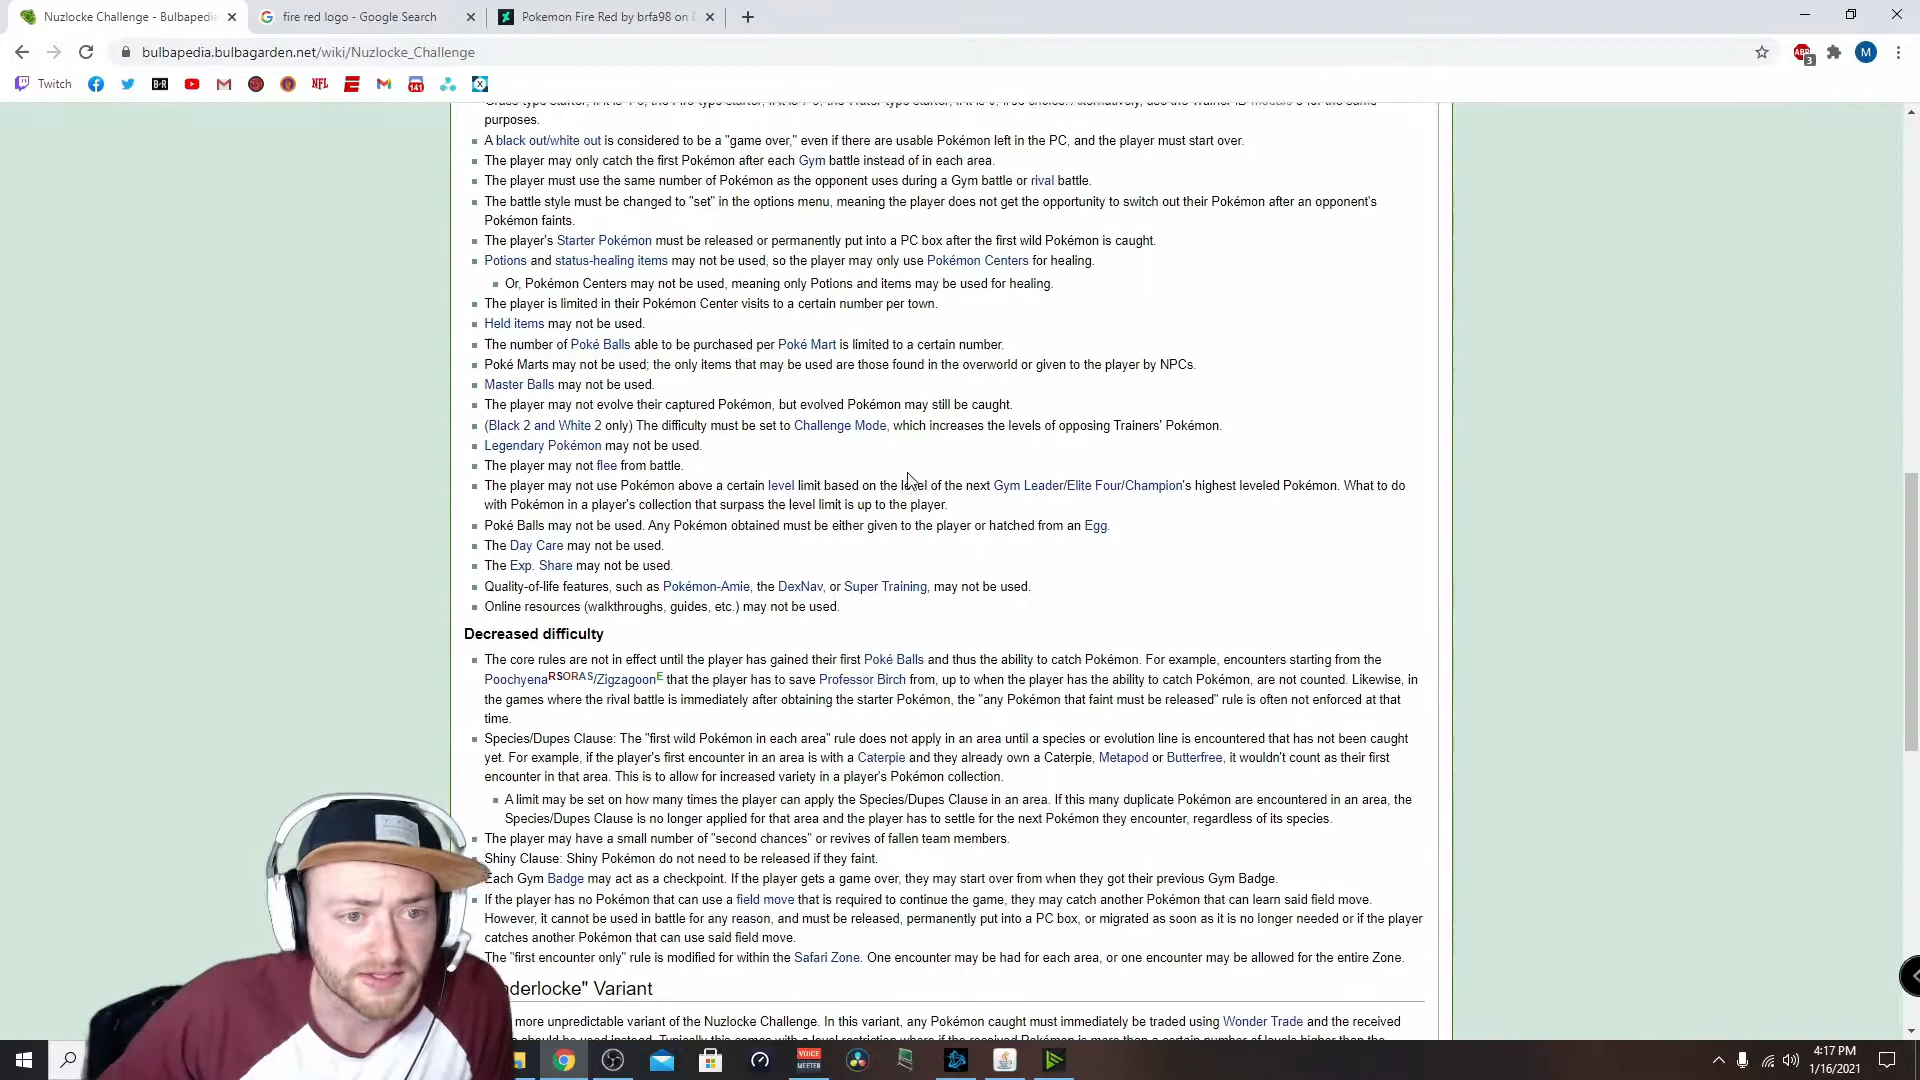 Nuzlocke Challenge - Bulbapedi
fire red logo - Google Search
Pokemon Fire Red by brfa98 on D
bulbapedia.bulbagarden.net/wiki/Nuzlocke_Challenge
ABP
3
M
Twitch
B/R
NFL
141
purposes.
A black out/white out is considered to be a "game over," even if there are usable Pokémon left in the PC, and the player must start over.
The player may only catch the first Pokémon after each Gym battle instead of in each area.
The player must use the same number of Pokémon as the opponent uses during a Gym battle or rival battle.
The battle style must be changed to "set" in the options menu, meaning the player does not get the opportunity to switch out their Pokémon after an opponent's
Pokémon faints.
The player's Starter Pokémon must be released or permanently put into a PC box after the first wild Pokémon is caught.
Potions and status-healing items may not be used, so the player may only use Pokémon Centers for healing.
Or, Pokémon Centers may not be used, meaning only Potions and items may be used for healing.
The player is limited in their Pokémon Center visits to a certain number per town.
Held items may not be used.
The number of Poké Balls able to be purchased per Poké Mart is limited to a certain number.
Poké Marts may not be used; the only items that may be used are those found in the overworld or given to the player by NPCs.
Master Balls may not be used.
The player may not evolve their captured Pokémon, but evolved Pokémon may still be caught.
(Black 2 and White 2 only) The difficulty must be set to Challenge Mode, which increases the levels of opposing Trainers' Pokémon.
Legendary Pokémon may not be used.
The player may not flee from battle.
The player may not use Pokémon above a certain level limit based on the level of the next Gym Leader/Elite Four/Champion's highest leveled Pokémon. What to do
with Pokémon in a player's collection that surpass the level limit is up to the player.
Poké Balls may not be used. Any Pokémon obtained must be either given to the player or hatched from an Egg.
The Day Care may not be used.
The Exp. Share may not be used.
Quality-of-life features, such as Pokémon-Amie, the DexNav, or Super Training, may not be used.
Online resources (walkthroughs, guides, etc.) may not be used.
Decreased difficulty
The core rules are not in effect until the player has gained their first Poké Balls and thus the ability to catch Pokémon. For example, encounters starting from the
PoochyenaRSORAS/ZigzagoonE that the player has to save Professor Birch from, up to when the player has the ability to catch Pokémon, are not counted. Likewise, in
the games where the rival battle is immediately after obtaining the starter Pokémon, the "any Pokémon that faint must be released" rule is often not enforced at that
time.
Species/Dupes Clause: The "first wild Pokémon in each area" rule does not apply in an area until a species or evolution line is encountered that has not been caught
yet. For example, if the player's first encounter in an area is with a Caterpie and they already own a Caterpie, Metapod or Butterfree, it wouldn't count as their first
encounter in that area. This is to allow for increased variety in a player's Pokémon collection.
A limit may be set on how many times the player can apply the Species/Dupes Clause in an area. If this many duplicate Pokémon are encountered in an area, the
Species/Dupes Clause is no longer applied for that area and the player has to settle for the next Pokémon they encounter, regardless of its species.
The player may have a small number of "second chances" or revives of fallen team members.
Shiny Clause: Shiny Pokémon do not need to be released if they faint.
Each Gym Badge may act as a checkpoint. If the player gets a game over, they may start over from when they got their previous Gym Badge.
If the player has no Pokémon that can use a field move that is required to continue the game, they may catch another Pokémon that can learn said field move.
However, it cannot be used in battle for any reason, and must be released, permanently put into a PC box, or migrated as soon as it is no longer needed or if the player
catches another Pokémon that can use said field move.
The "first encounter only" rule is modified for within the Safari Zone. One encounter may be had for each area, or one encounter may be allowed for the entire Zone.
nderlocke" Variant
more unpredictable variant of the Nuzlocke Challenge. In this variant, any Pokémon caught must immediately be traded using Wonder Trade and the received
VOICE
MEETER
4:17 PM
1/16/2021